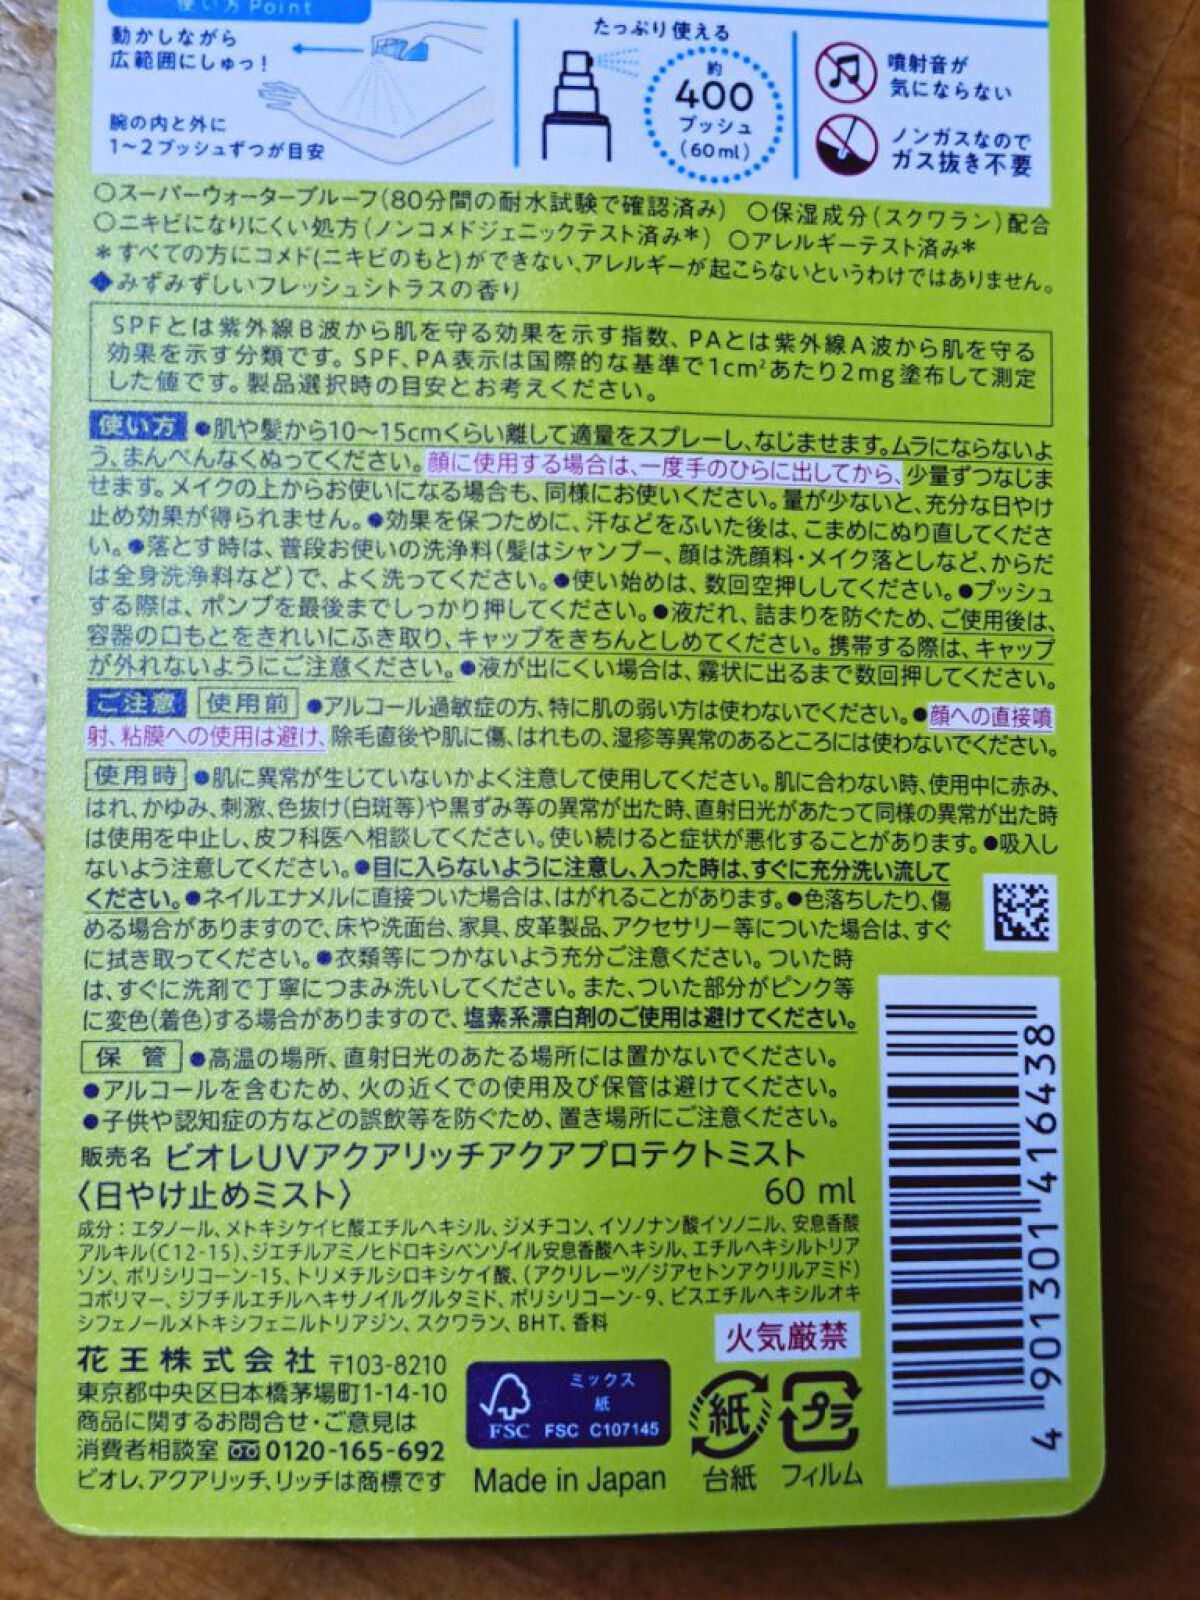 使い方Point
動かしながら
広範囲にしゅっ!
腕の内と外に
1〜2プッシュずつが目安
たっぷり使える
約
400
プッシュ
(60ml)
噴射音が
気にならない
ノンガスなので
ガス抜き不要
○スーパーウォータープルーフ(80分間の耐水試験で確認済み) ○保湿成分(スクワラン)配合
○ニキビになりにくい処方(ノンコメドジェニックテスト済み*) ○アレルギーテスト済み*
*すべての方にコメド(ニキビのもと)ができない、アレルギーが起こらないというわけではありません。
◆みずみずしいフレッシュシトラスの香り
SPFとは紫外線B波から肌を守る効果を示す指数、PAとは紫外線A波から肌を守る
効果を示す分類です。SPF、PA表示は国際的な基準で1cm²あたり2mg塗布して測定
した値です。製品選択時の目安とお考えください。
使い方 ●肌や髪から10〜15cmくらい離して適量をスプレーし、なじませます。ムラにならないよ
う、まんべんなくぬってください。顔に使用する場合は、一度手のひらに出してから、少量ずつなじま
せます。メイクの上からお使いになる場合も、同様にお使いください。量が少ないと、充分な日やけ
止め効果が得られません。●効果を保つために、汗などをふいた後は、こまめにぬり直してくださ
い。●落とす時は、普段お使いの洗浄料(髪はシャンプー、顔は洗顔料・メイク落としなど、からだ
は全身洗浄料など)で、よく洗ってください。●使い始めは、数回空押ししてください。●プッシュ
する際は、ポンプを最後までしっかり押してください。●液だれ、詰まりを防ぐため、ご使用後は、
容器の口もとをきれいにふき取り、キャップをきちんとしめてください。携帯する際は、キャップ
が外れないようにご注意ください。●液が出にくい場合は、霧状に出るまで数回押してください。
ご注意 使用前 ●アルコール過敏症の方、特に肌の弱い方は使わないでください。●顔への直接噴
射、粘膜への使用は避け、除毛直後や肌に傷、はれもの、湿疹等異常のあるところには使わないでください。
使用時 ●肌に異常が生じていないかよく注意して使用してください。肌に合わない時、使用中に赤み、
はれ、かゆみ、刺激、色抜け(白斑等)や黒ずみ等の異常が出た時、直射日光があたって同様の異常が出た時
は使用を中止し、皮フ科医へ相談してください。使い続けると症状が悪化することがあります。●吸入し
ないよう注意してください。●目に入らないように注意し、入った時は、すぐに充分洗い流して
ください。●ネイルエナメルに直接ついた場合は、はがれることがあります。●色落ちしたり、傷
める場合がありますので、床や洗面台、家具、皮革製品、アクセサリー等についた場合は、すぐ
に拭き取ってください。●衣類等につかないよう充分ご注意ください。ついた時
は、すぐに洗剤で丁寧につまみ洗いしてください。また、ついた部分がピンク等
に変色(着色)する場合がありますので、塩素系漂白剤のご使用は避けてください。
保管 ●高温の場所、直射日光のあたる場所には置かないでください。
●アルコールを含むため、火の近くでの使用及び保管は避けてください。
●子供や認知症の方などの誤飲等を防ぐため、置き場所にご注意ください。
販売名 ビオレUVアクアリッチアクアプロテクトミスト
〈日やけ止めミスト〉 60 ml
成分：エタノール、メトキシケイヒ酸エチルヘキシル、ジメチコン、イソノナン酸イソノニル、安息香酸
アルキル(C12-15)、ジエチルアミノヒドロキシベンゾイル安息香酸ヘキシル、エチルヘキシルトリア
ゾン、ポリシリコーン-15、トリメチルシロキシケイ酸、(アクリレーツ/ジアセトンアクリルアミド)
コポリマー、ジブチルエチルヘキサノイルグルタミド、ポリシリコーン-9、ビスエチルヘキシルオキ
シフェノールメトキシフェニルトリアジン、スクワラン、BHT、香料
火気厳禁
花王株式会社 〒103-8210
東京都中央区日本橋茅場町1-14-10
商品に関するお問合せ・ご意見は
消費者相談室 0120-165-692
ビオレ、アクアリッチ、リッチは商標です
ミックス
紙
FSC FSC C107145
Made in Japan
紙
台紙
プラ
フィルム
4901301416438